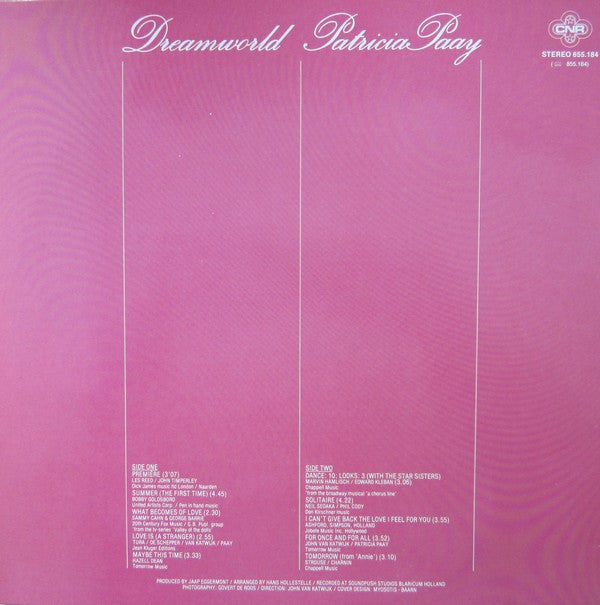 Dreamworld Patricia Paay
CNR
STEREO 655.184
( 855.184)
SIDE ONE
PREMIERE (3'07)
LES REED / JOHN TIMPERLEY
Dick James music ltd London / Naarden
SUMMER (THE FIRST TIME) (4.45)
BOBBY GOLDSBORO
United Artists Corp. / Pen in hand music
WHAT BECOMES OF LOVE (2.30)
SAMMY CAHN & GEORGE BARRIE
20th Century Fox Music / G.B. Publ. group
'from the tv-series 'Valley of the dolls
LOVE IS (A STRANGER) (2.55)
TURA / DE SCHEPPER / VAN KATWIJK / PAAY
Jean Kluger Editions
MAYBE THIS TIME (3.33)
HAZELL DEAN
Tomorrow Music
SIDE TWO
DANCE: 10; LOOKS: 3 (WITH THE STAR SISTERS)
MARVIN HAMLISCH / EDWARD KLEBAN (3.05)
Chappell Music
'from the broadway musical 'a chorus line'
SOLITAIRE (4.22)
NEIL SEDAKA / PHIL CODY
Don Kirschner music
I CAN'T GIVE BACK THE LOVE I FEEL FOR YOU (3.55)
ASHFORD, SIMPSON, HOLLAND
Jobete Music Inc. Hollywood
FOR ONCE AND FOR ALL (3.52)
JOHN VAN KATWIJK / PATRICIA PAAY
Tomorrow Music
TOMORROW (from 'Annie') (3.10)
STROUSE / CHARNIN
Chappell Music
PRODUCED BY JAAP EGGERMONT / ARRANGED BY HANS HOLLESTELLE / RECORDED AT SOUNDPUSH STUDIOS BLARICUM HOLLAND
PHOTOGRAPHY: GOVERT DE ROOS / DIRECTION: JOHN VAN KATWIJK / COVER DESIGN: MYOSOTIS - BAARN